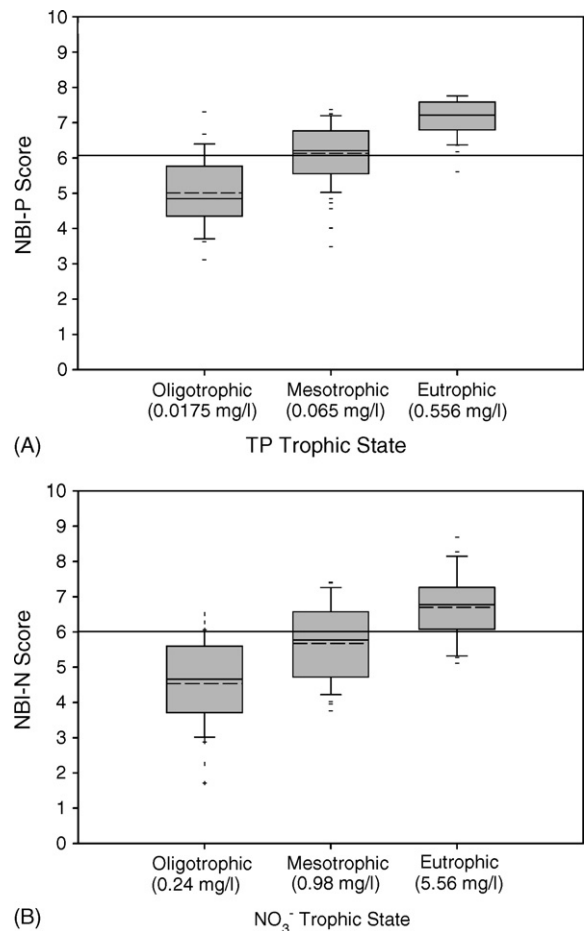 10
9
8
7
6
5
4
3
2
1
0
NBI-P Score
Oligotrophic Mesotrophic Eutrophic
(0.0175 mg/l) (0.065 mg/l) (0.556 mg/l)
(A) TP Trophic State
10
9
8
7
6
5
4
3
2
1
0
NBI-N Score
Oligotrophic Mesotrophic Eutrophic
(0.24 mg/l) (0.98 mg/l) (5.56 mg/l)
(B) NO₃⁻ Trophic State